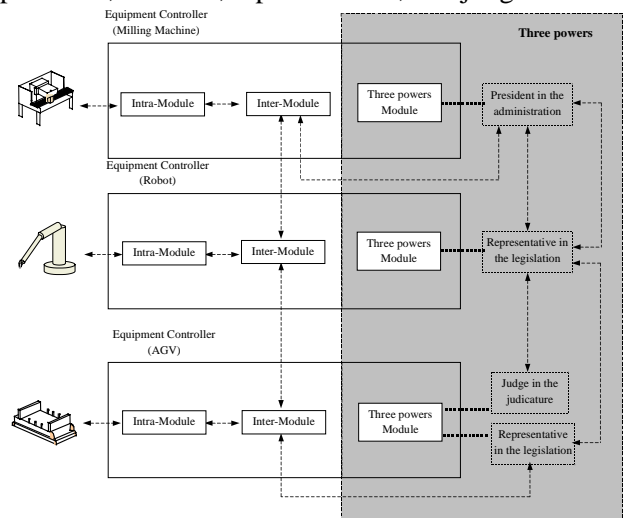 Equipment Controller
(Milling Machine)
Three powers
Intra-Module
Inter-Module
Three powers
Module
President in the
administration
Equipment Controller
(Robot)
Intra-Module
Inter-Module
Three powers
Module
Representative in
the legislation
Equipment Controller
(AGV)
Judge in the
judicature
Intra-Module
Inter-Module
Three powers
Module
Representative
in the legislation